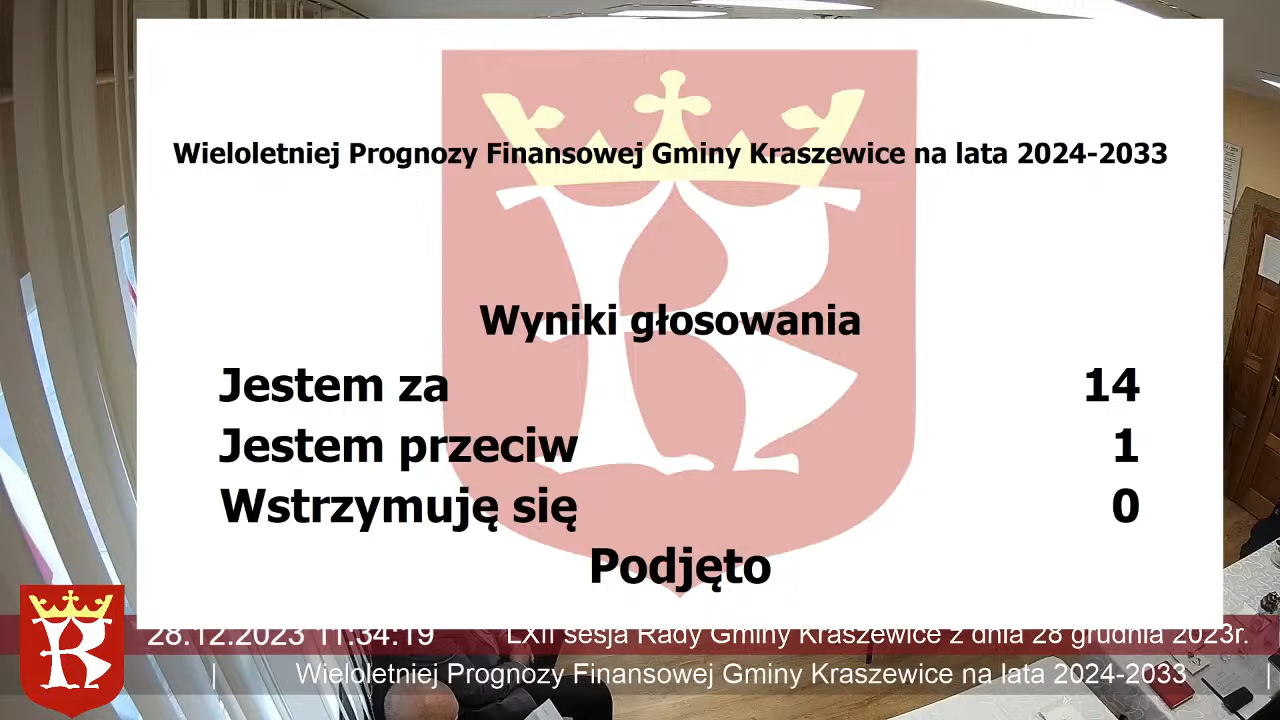 Wieloletniej Prognozy Finansowej Gminy Kraszewice na lata 2024-2033
Wyniki głosowania
Jestem za 14
Jestem przeciw 1
Wstrzymuję się 0
Podjęto
28.12.2023 11:34:19 LXII sesja Rady Gminy Kraszewice z dnia 28 grudnia 2023r.
| Wieloletniej Prognozy Finansowej Gminy Kraszewice na lata 2024-2033 |